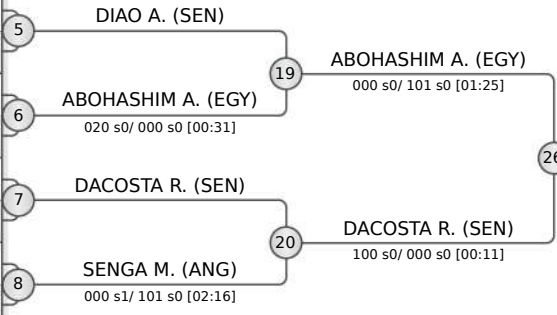 DIAO A. (SEN)
5
19
ABOHASHIM A. (EGY)
000 s0/ 101 s0 [01:25]
ABOHASHIM A. (EGY)
6
020 s0/ 000 s0 [00:31]
26
DACOSTA R. (SEN)
7
20
DACOSTA R. (SEN)
100 s0/ 000 s0 [00:11]
SENGA M. (ANG)
8
000 s1/ 101 s0 [02:16]